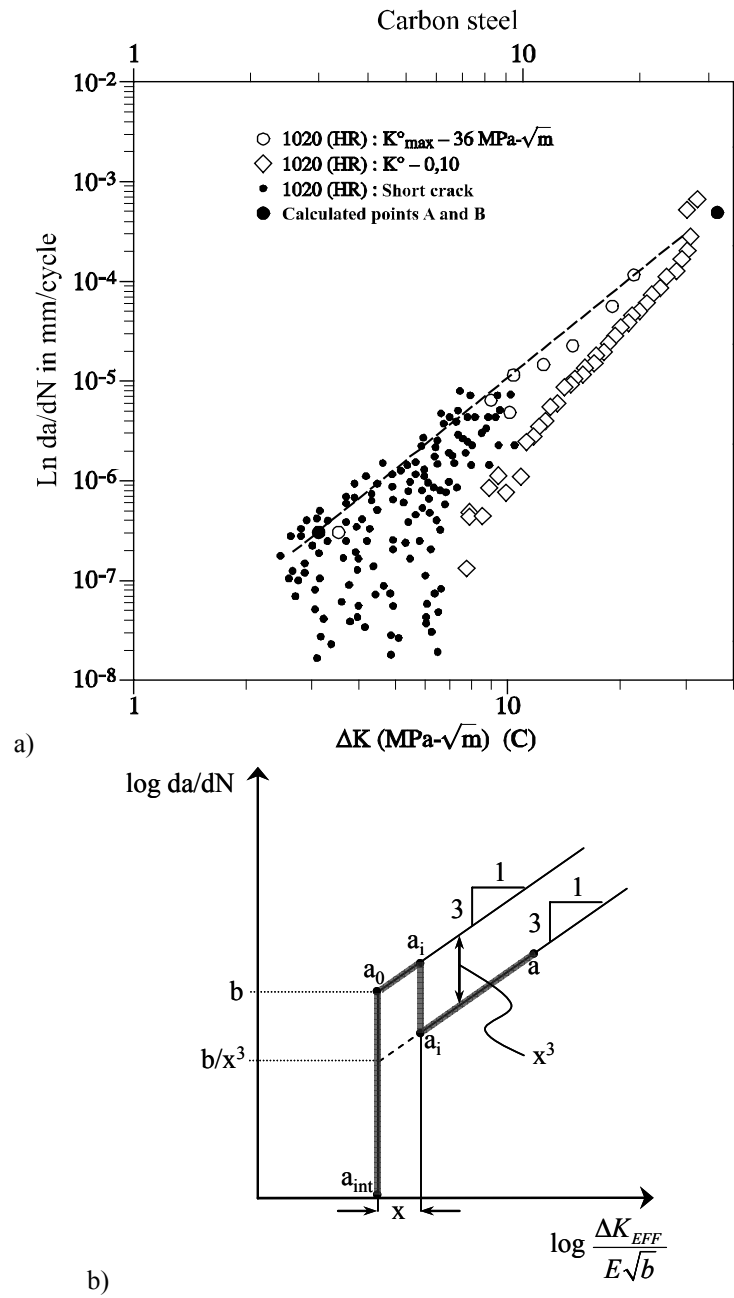 Carbon steel
1 10
10⁻²
10⁻³
10⁻⁴
10⁻⁵
10⁻⁶
10⁻⁷
10⁻⁸
Ln da/dN in mm/cycle
1020 (HR) : K°max – 36 MPa-√m
1020 (HR) : K° – 0,10
1020 (HR) : Short crack
Calculated points A and B
1 10
a)
ΔK (MPa-√m) (C)
log da/dN
1
3
1
3
aᵢ
a₀
a
b
aᵢ
b/x³
x³
aint
x
log ΔK_EFF / E√b
b)